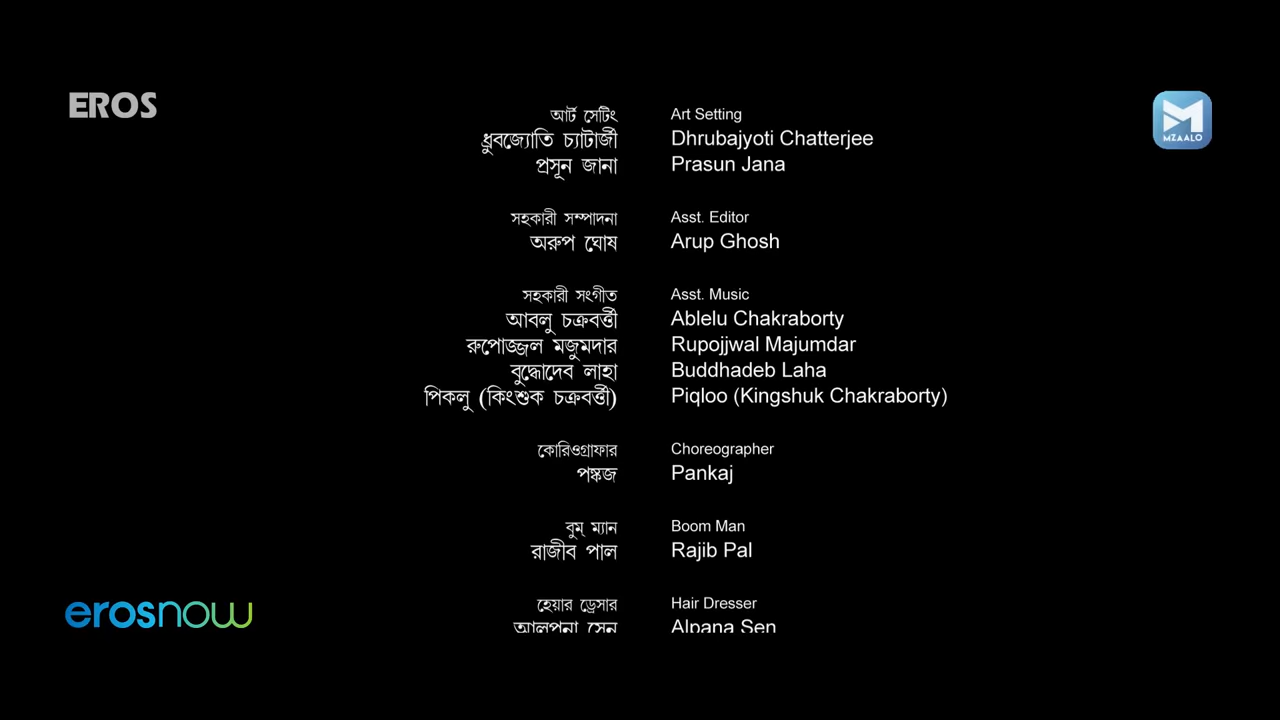 EROS
MZAALO
আর্ট সেটিং Art Setting
ধ্রুবজ্যোতি চ্যাটার্জী Dhrubajyoti Chatterjee
প্রসূন জানা Prasun Jana
সহকারী সম্পাদনা Asst. Editor
অরুপ ঘোষ Arup Ghosh
সহকারী সংগীত Asst. Music
আবলু চক্রবর্ত্তী Ablelu Chakraborty
রুপোজ্জল মজুমদার Rupojjwal Majumdar
বুদ্ধোদেব লাহা Buddhadeb Laha
পিকলু (কিংশুক চক্রবর্ত্তী) Piqloo (Kingshuk Chakraborty)
কোরিওগ্রাফার Choreographer
পঙ্কজ Pankaj
বুম্ ম্যান Boom Man
রাজীব পাল Rajib Pal
হেয়ার ড্রেসার Hair Dresser
আলপনা সেন Alpana Sen
erosnow